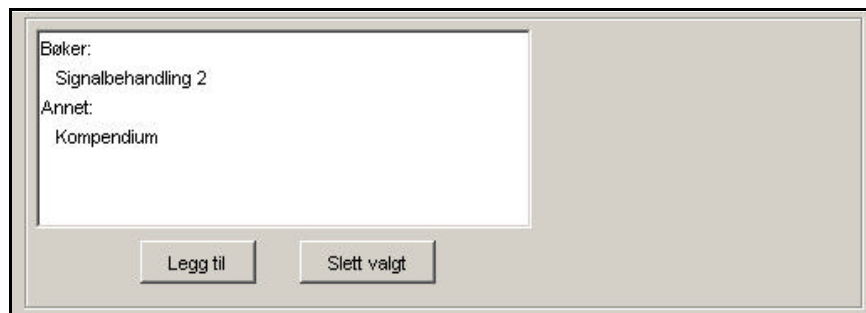 Bøker:
Signalbehandling 2
Annet:
Kompendium
Legg til
Slett valgt